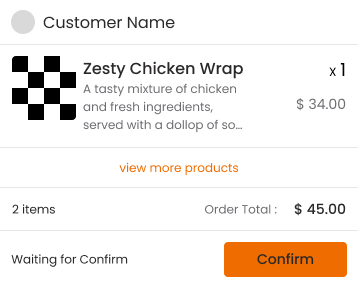 Customer Name
Zesty Chicken Wrap
x 1
A tasty mixture of chicken
and fresh ingredients,
served with a dollop of so...
$ 34.00
view more products
2 items
Order Total :
$ 45.00
Waiting for Confirm
Confirm